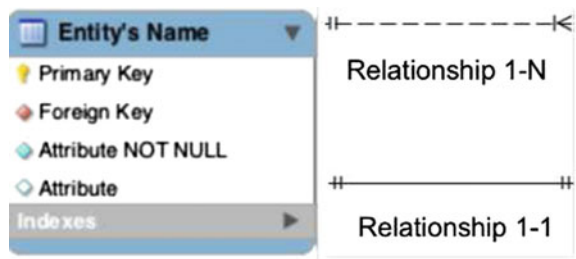 Entity's Name
Primary Key
Foreign Key
Attribute NOT NULL
Attribute
Indexes
Relationship 1-N
Relationship 1-1